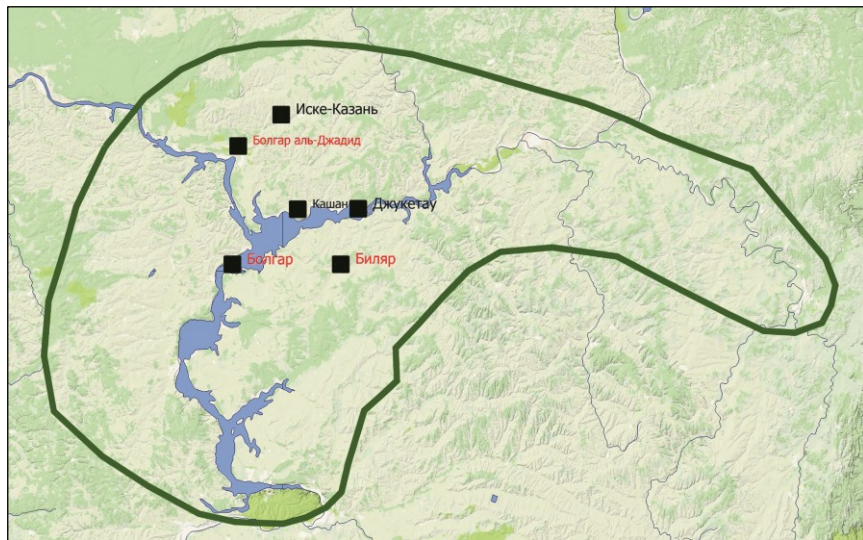 Иске-Казань
Болгар аль-Джадид
Кашан
Джукетау
Болгар
Биляр